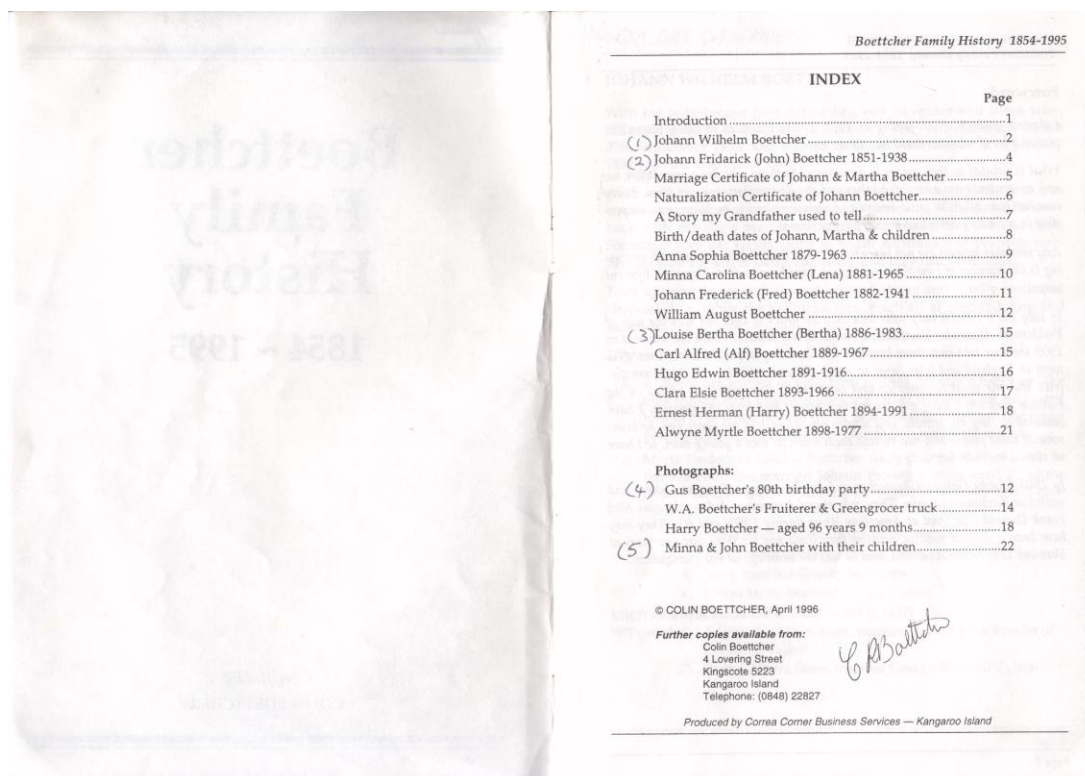 Boettcher
Family
History
1854 – 1995
Boettcher Family History 1854-1995
INDEX
Page
Introduction ..........1
(1) Johann Wilhelm Boettcher ..........2
(2) Johann Fridarick (John) Boettcher 1851-1938 ..........4
Marriage Certificate of Johann & Martha Boettcher ..........5
Naturalization Certificate of Johann Boettcher ..........6
A Story my Grandfather used to tell ..........7
Birth/death dates of Johann, Martha & children ..........8
Anna Sophia Boettcher 1879-1963 ..........9
Minna Carolina Boettcher (Lena) 1881-1965 ..........10
Johann Frederick (Fred) Boettcher 1882-1941 ..........11
William August Boettcher ..........12
(3) Louise Bertha Boettcher (Bertha) 1886-1983 ..........15
Carl Alfred (Alf) Boettcher 1889-1967 ..........15
Hugo Edwin Boettcher 1891-1916 ..........16
Clara Elsie Boettcher 1893-1966 ..........17
Ernest Herman (Harry) Boettcher 1894-1991 ..........18
Alwyne Myrtle Boettcher 1898-1977 ..........21
Photographs:
(4) Gus Boettcher's 80th birthday party ..........12
W.A. Boettcher's Fruiterer & Greengrocer truck ..........14
Harry Boettcher — aged 96 years 9 months ..........18
(5) Minna & John Boettcher with their children ..........22
© COLIN BOETTCHER, April 1996
Further copies available from:
Colin Boettcher
4 Lovering Street
Kingscote 5223
Kangaroo Island
Telephone: (0848) 22827
Produced by Correa Corner Business Services — Kangaroo Island